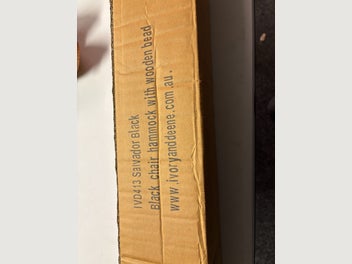 IVD413 Salvador Black
Black chair hammock with wooden bead
www.ivoryanddeene.com.au.